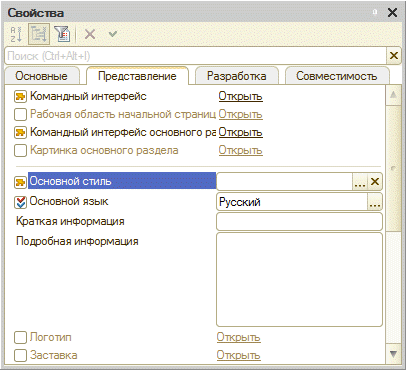 Свойства
Поиск (Ctrl+Alt+I)
Основные Представление Разработка Совместимость
Командный интерфейс Открыть
Рабочая область начальной страниц Открыть
Командный интерфейс основного ра Открыть
Картинка основного раздела Открыть
Основной стиль ...
Основной язык Русский ...
Краткая информация
Подробная информация
Логотип Открыть
Заставка Открыть